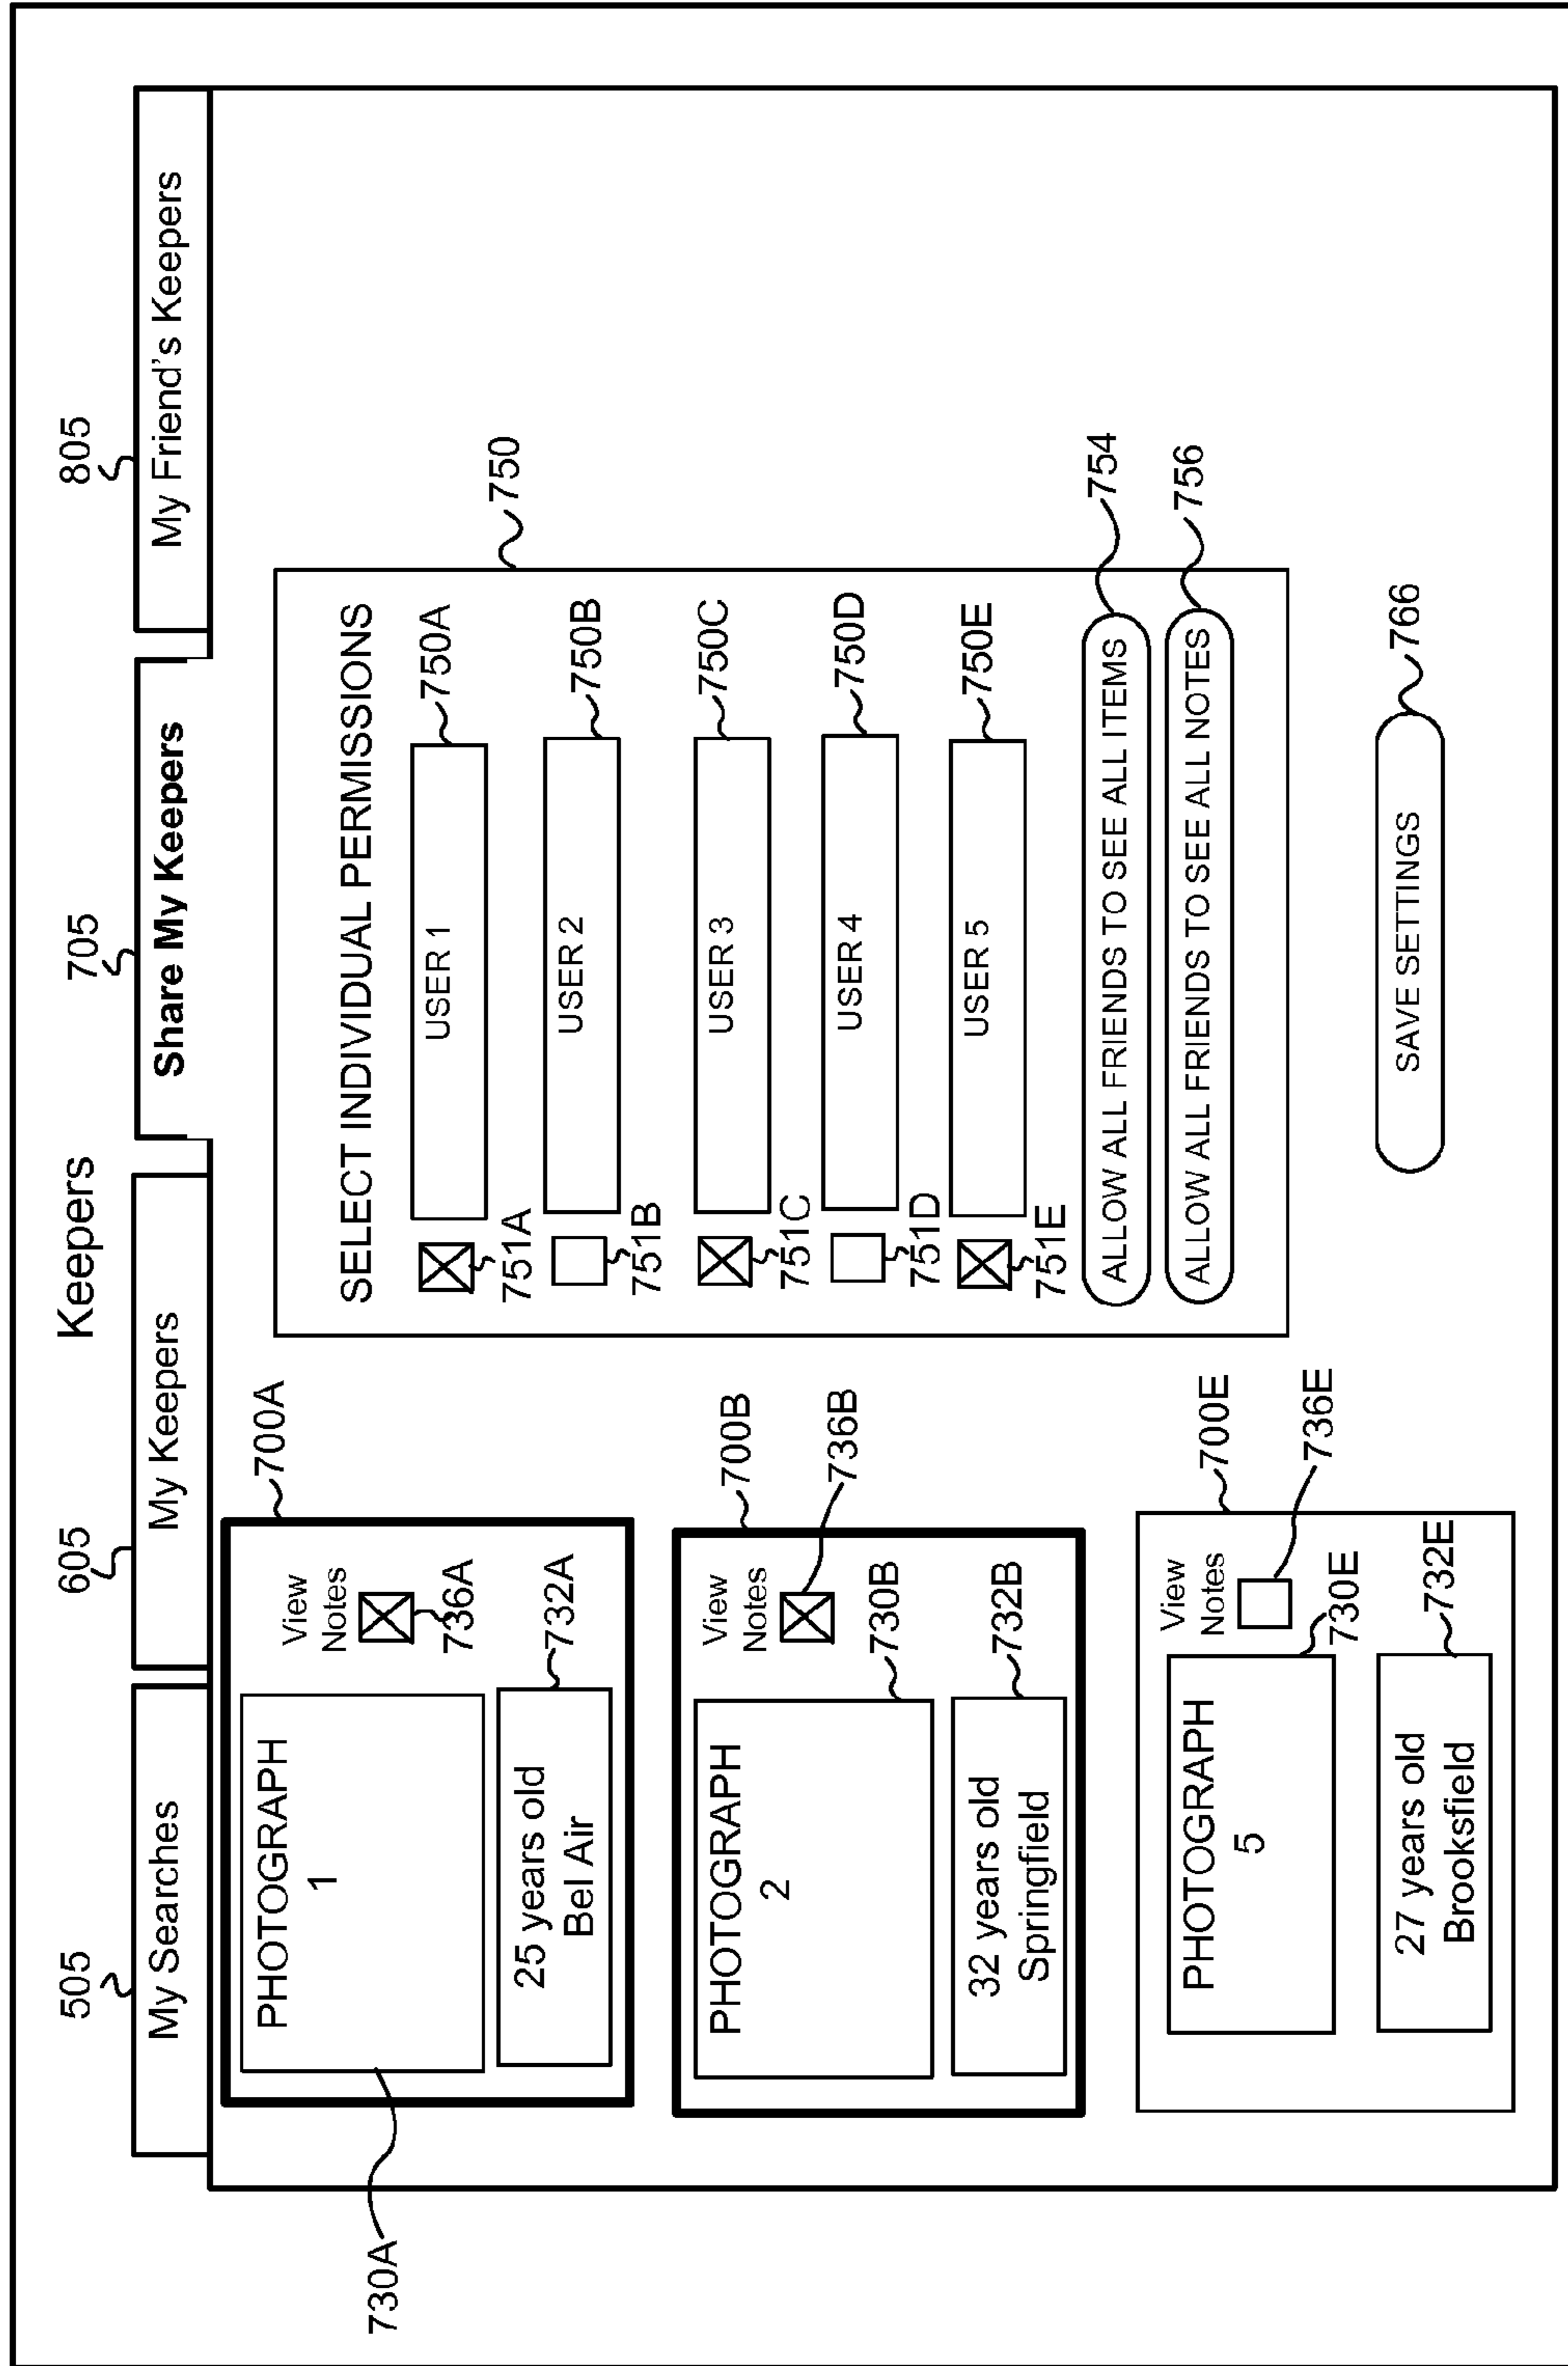 Keepers
505
605
705
805
My Searches
My Keepers
Share My Keepers
My Friend's Keepers
700A
PHOTOGRAPH
1
730A
View
Notes
736A
25 years old
Bel Air
732A
700B
PHOTOGRAPH
2
View
Notes
736B
730B
32 years old
Springfield
732B
700E
PHOTOGRAPH
5
View
Notes
736E
730E
27 years old
Brooksfield
732E
750
SELECT INDIVIDUAL PERMISSIONS
751A
USER 1
750A
751B
USER 2
750B
751C
USER 3
750C
751D
USER 4
750D
751E
USER 5
750E
ALLOW ALL FRIENDS TO SEE ALL ITEMS
754
ALLOW ALL FRIENDS TO SEE ALL NOTES
756
SAVE SETTINGS
766